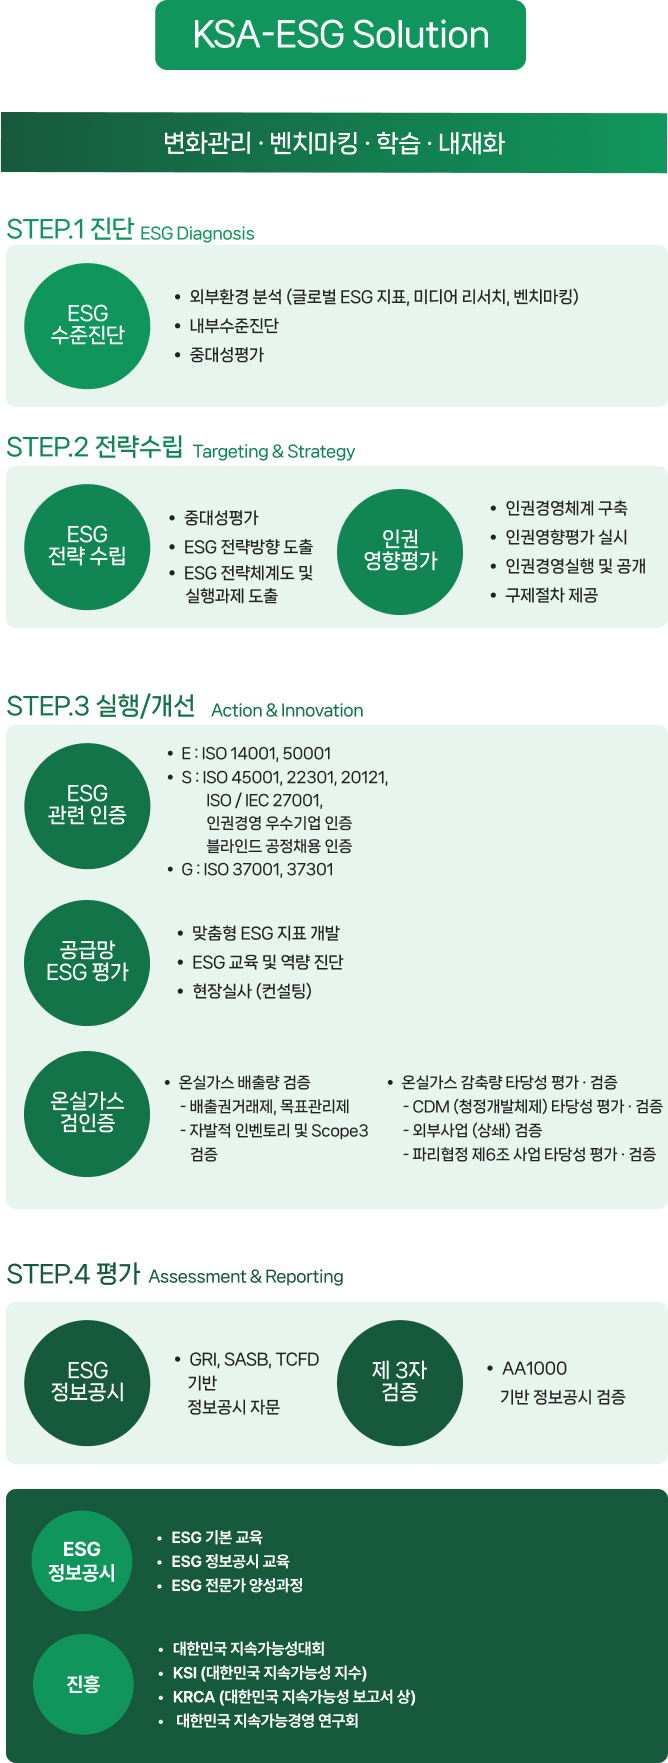 KSA-ESG Solution
변화관리 · 벤치마킹 · 학습 · 내재화
STEP.1 진단 ESG Diagnosis
ESG
수준진단
• 외부환경 분석 (글로벌 ESG 지표, 미디어 리서치, 벤치마킹)
• 내부수준진단
• 중대성평가
STEP.2 전략수립 Targeting & Strategy
ESG
전략 수립
• 중대성평가
• ESG 전략방향 도출
• ESG 전략체계도 및
실행과제 도출
인권
영향평가
• 인권경영체계 구축
• 인권영향평가 실시
• 인권경영실행 및 공개
• 구제절차 제공
STEP.3 실행/개선 Action & Innovation
ESG
관련 인증
• E : ISO 14001, 50001
• S : ISO 45001, 22301, 20121,
ISO / IEC 27001,
인권경영 우수기업 인증
블라인드 공정채용 인증
• G : ISO 37001, 37301
공급망
ESG 평가
• 맞춤형 ESG 지표 개발
• ESG 교육 및 역량 진단
• 현장실사 (컨설팅)
온실가스
검인증
• 온실가스 배출량 검증
- 배출권거래제, 목표관리제
- 자발적 인벤토리 및 Scope3
검증
• 온실가스 감축량 타당성 평가 · 검증
- CDM (청정개발체제) 타당성 평가 · 검증
- 외부사업 (상쇄) 검증
- 파리협정 제6조 사업 타당성 평가 · 검증
STEP.4 평가 Assessment & Reporting
ESG
정보공시
• GRI, SASB, TCFD
기반
정보공시 자문
제 3자
검증
• AA1000
기반 정보공시 검증
ESG
정보공시
• ESG 기본 교육
• ESG 정보공시 교육
• ESG 전문가 양성과정
진흥
• 대한민국 지속가능성대회
• KSI (대한민국 지속가능성 지수)
• KRCA (대한민국 지속가능성 보고서 상)
• 대한민국 지속가능경영 연구회